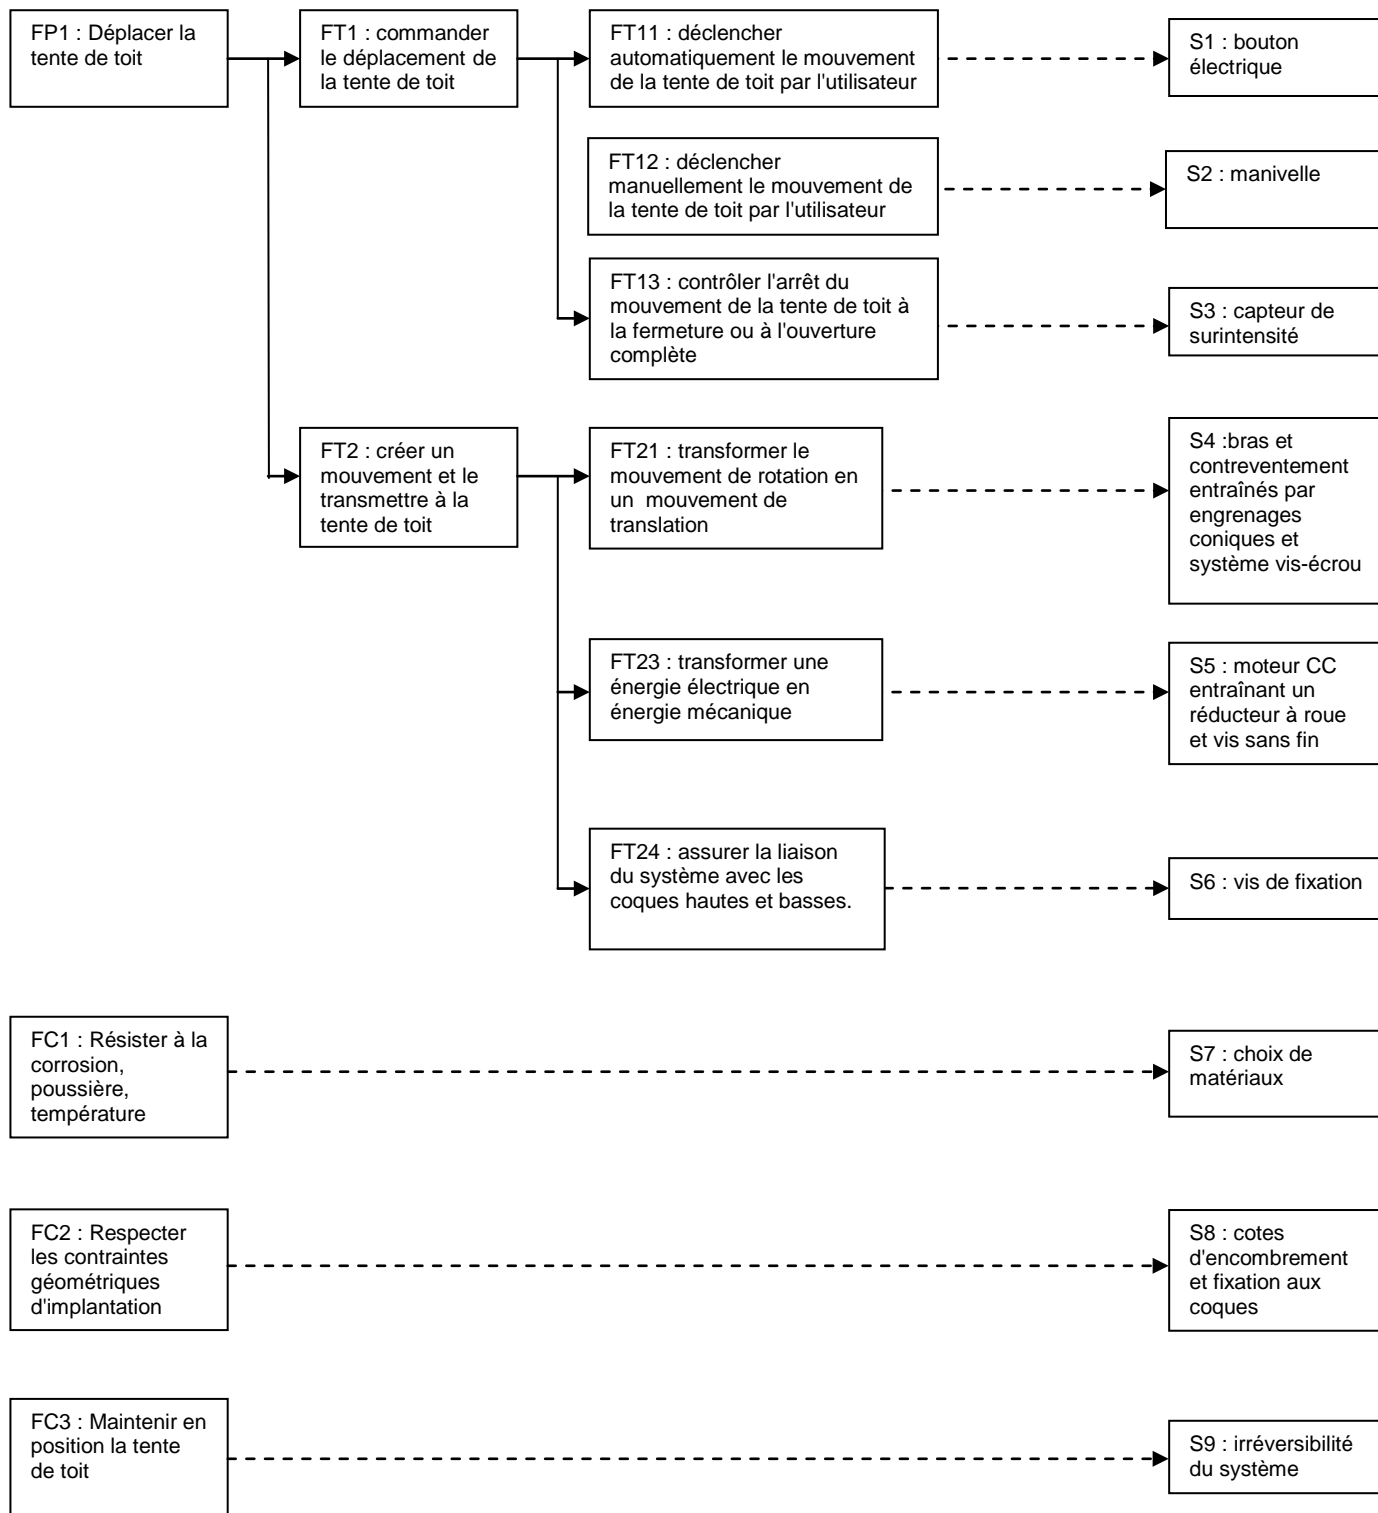 FP1 : Déplacer la
tente de toit
FT1 : commander
le déplacement de
la tente de toit
FT11 : déclencher
automatiquement le mouvement
de la tente de toit par l'utilisateur
S1 : bouton
électrique
FT12 : déclencher
manuellement le mouvement de
la tente de toit par l'utilisateur
S2 : manivelle
FT13 : contrôler l'arrêt du
mouvement de la tente de toit à
la fermeture ou à l'ouverture
complète
S3 : capteur de
surintensité
FT2 : créer un
mouvement et le
transmettre à la
tente de toit
FT21 : transformer le
mouvement de rotation en
un mouvement de
translation
S4 :bras et
contreventement
entraînés par
engrenages
coniques et
système vis-écrou
FT23 : transformer une
énergie électrique en
énergie mécanique
S5 : moteur CC
entraînant un
réducteur à roue
et vis sans fin
FT24 : assurer la liaison
du système avec les
coques hautes et basses.
S6 : vis de fixation
FC1 : Résister à la
corrosion,
poussière,
température
S7 : choix de
matériaux
FC2 : Respecter
les contraintes
géométriques
d'implantation
S8 : cotes
d'encombrement
et fixation aux
coques
FC3 : Maintenir en
position la tente
de toit
S9 : irréversibilité
du système